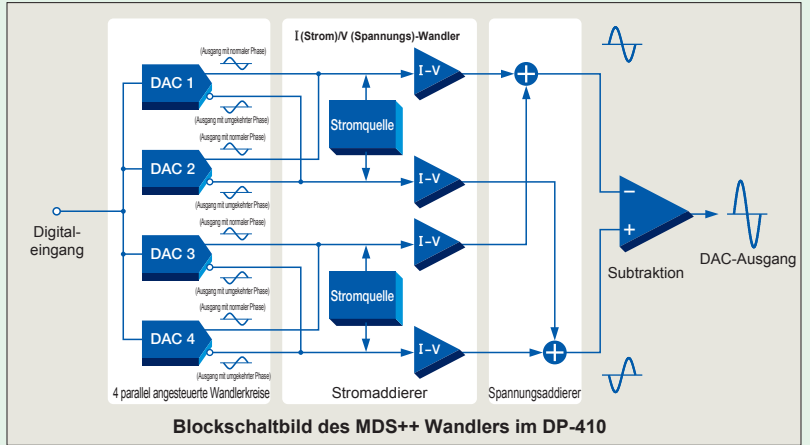 I (Strom)/V (Spannungs)-Wandler
(Ausgang mit normaler Phase)
DAC 1
I-V
Stromquelle
(Ausgang mit umgekehrter Phase)
(Ausgang mit normaler Phase)
DAC 2
I-V
(Ausgang mit umgekehrter Phase)
Digital-
eingang
(Ausgang mit normaler Phase)
DAC 3
I-V
Stromquelle
(Ausgang mit umgekehrter Phase)
(Ausgang mit normaler Phase)
DAC 4
I-V
(Ausgang mit umgekehrter Phase)
+
+
−
+
Subtraktion
DAC-Ausgang
4 parallel angesteuerte Wandlerkreise
Stromaddierer
Spannungsaddierer
Blockschaltbild des MDS++ Wandlers im DP-410